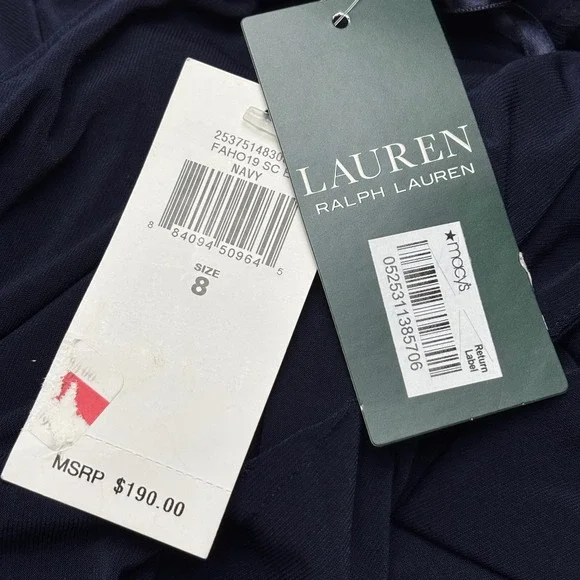 FAHO19 SC
NAVY
8 84094 50964 5
SIZE
8
MSRP $190.00
LAUREN
RALPH LAUREN
★macy's
0525311385706
Return
Label